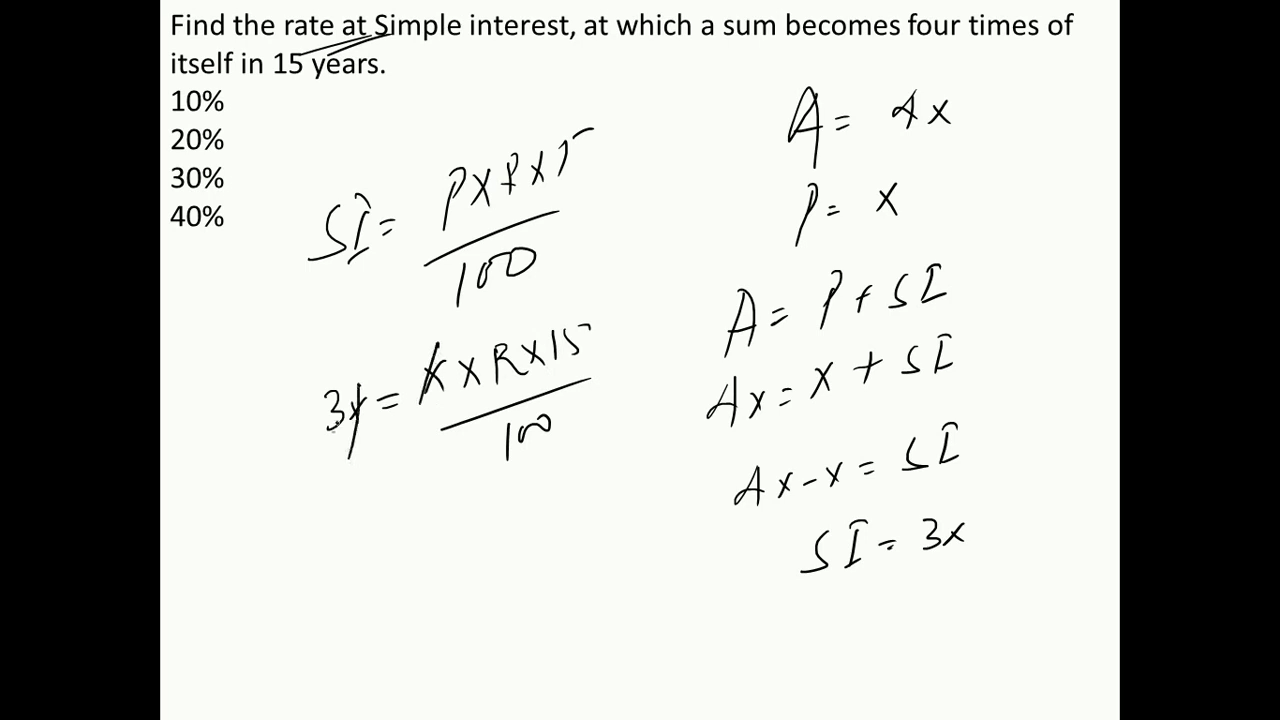 Find the rate at Simple interest, at which a sum becomes four times of
itself in 15 years.
10%
20%
30%
40%
SI = P x R x T
100
3x = x x R x 15
100
A = 4x
P = x
A = P + SI
4x = x + SI
4x - x = SI
SI = 3x